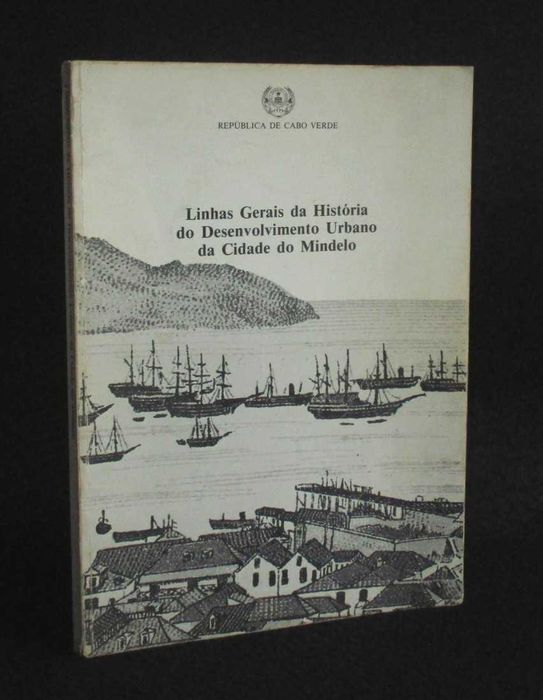 REPÚBLICA DE CABO VERDE
Linhas Gerais da História
do Desenvolvimento Urbano
da Cidade do Mindelo